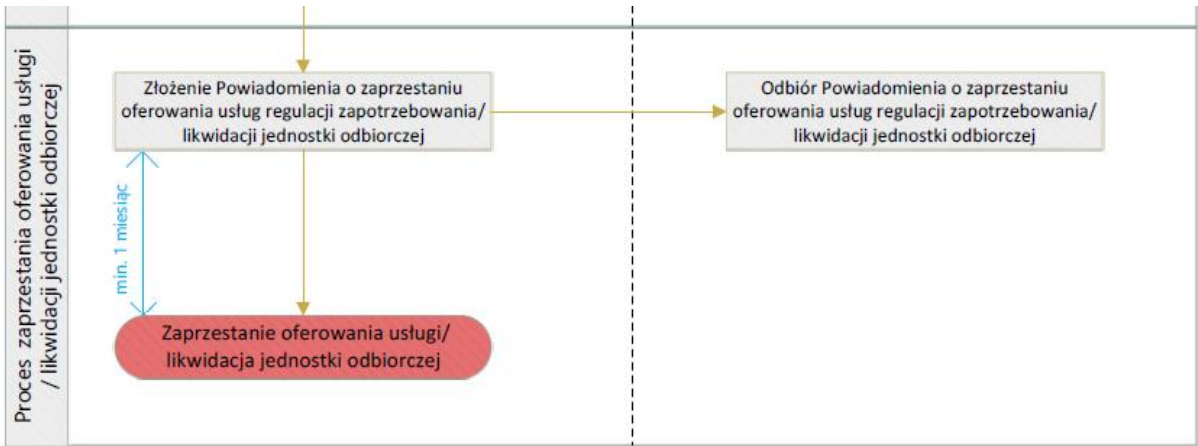 Proces zaprzestania oferowania usługi
/ likwidacji jednostki odbiorczej
Złożenie Powiadomienia o zaprzestaniu
oferowania usług regulacji zapotrzebowania/
likwidacji jednostki odbiorczej
Odbiór Powiadomienia o zaprzestaniu
oferowania usług regulacji zapotrzebowania/
likwidacji jednostki odbiorczej
min. 1 miesiąc
Zaprzestanie oferowania usługi/
likwidacja jednostki odbiorczej